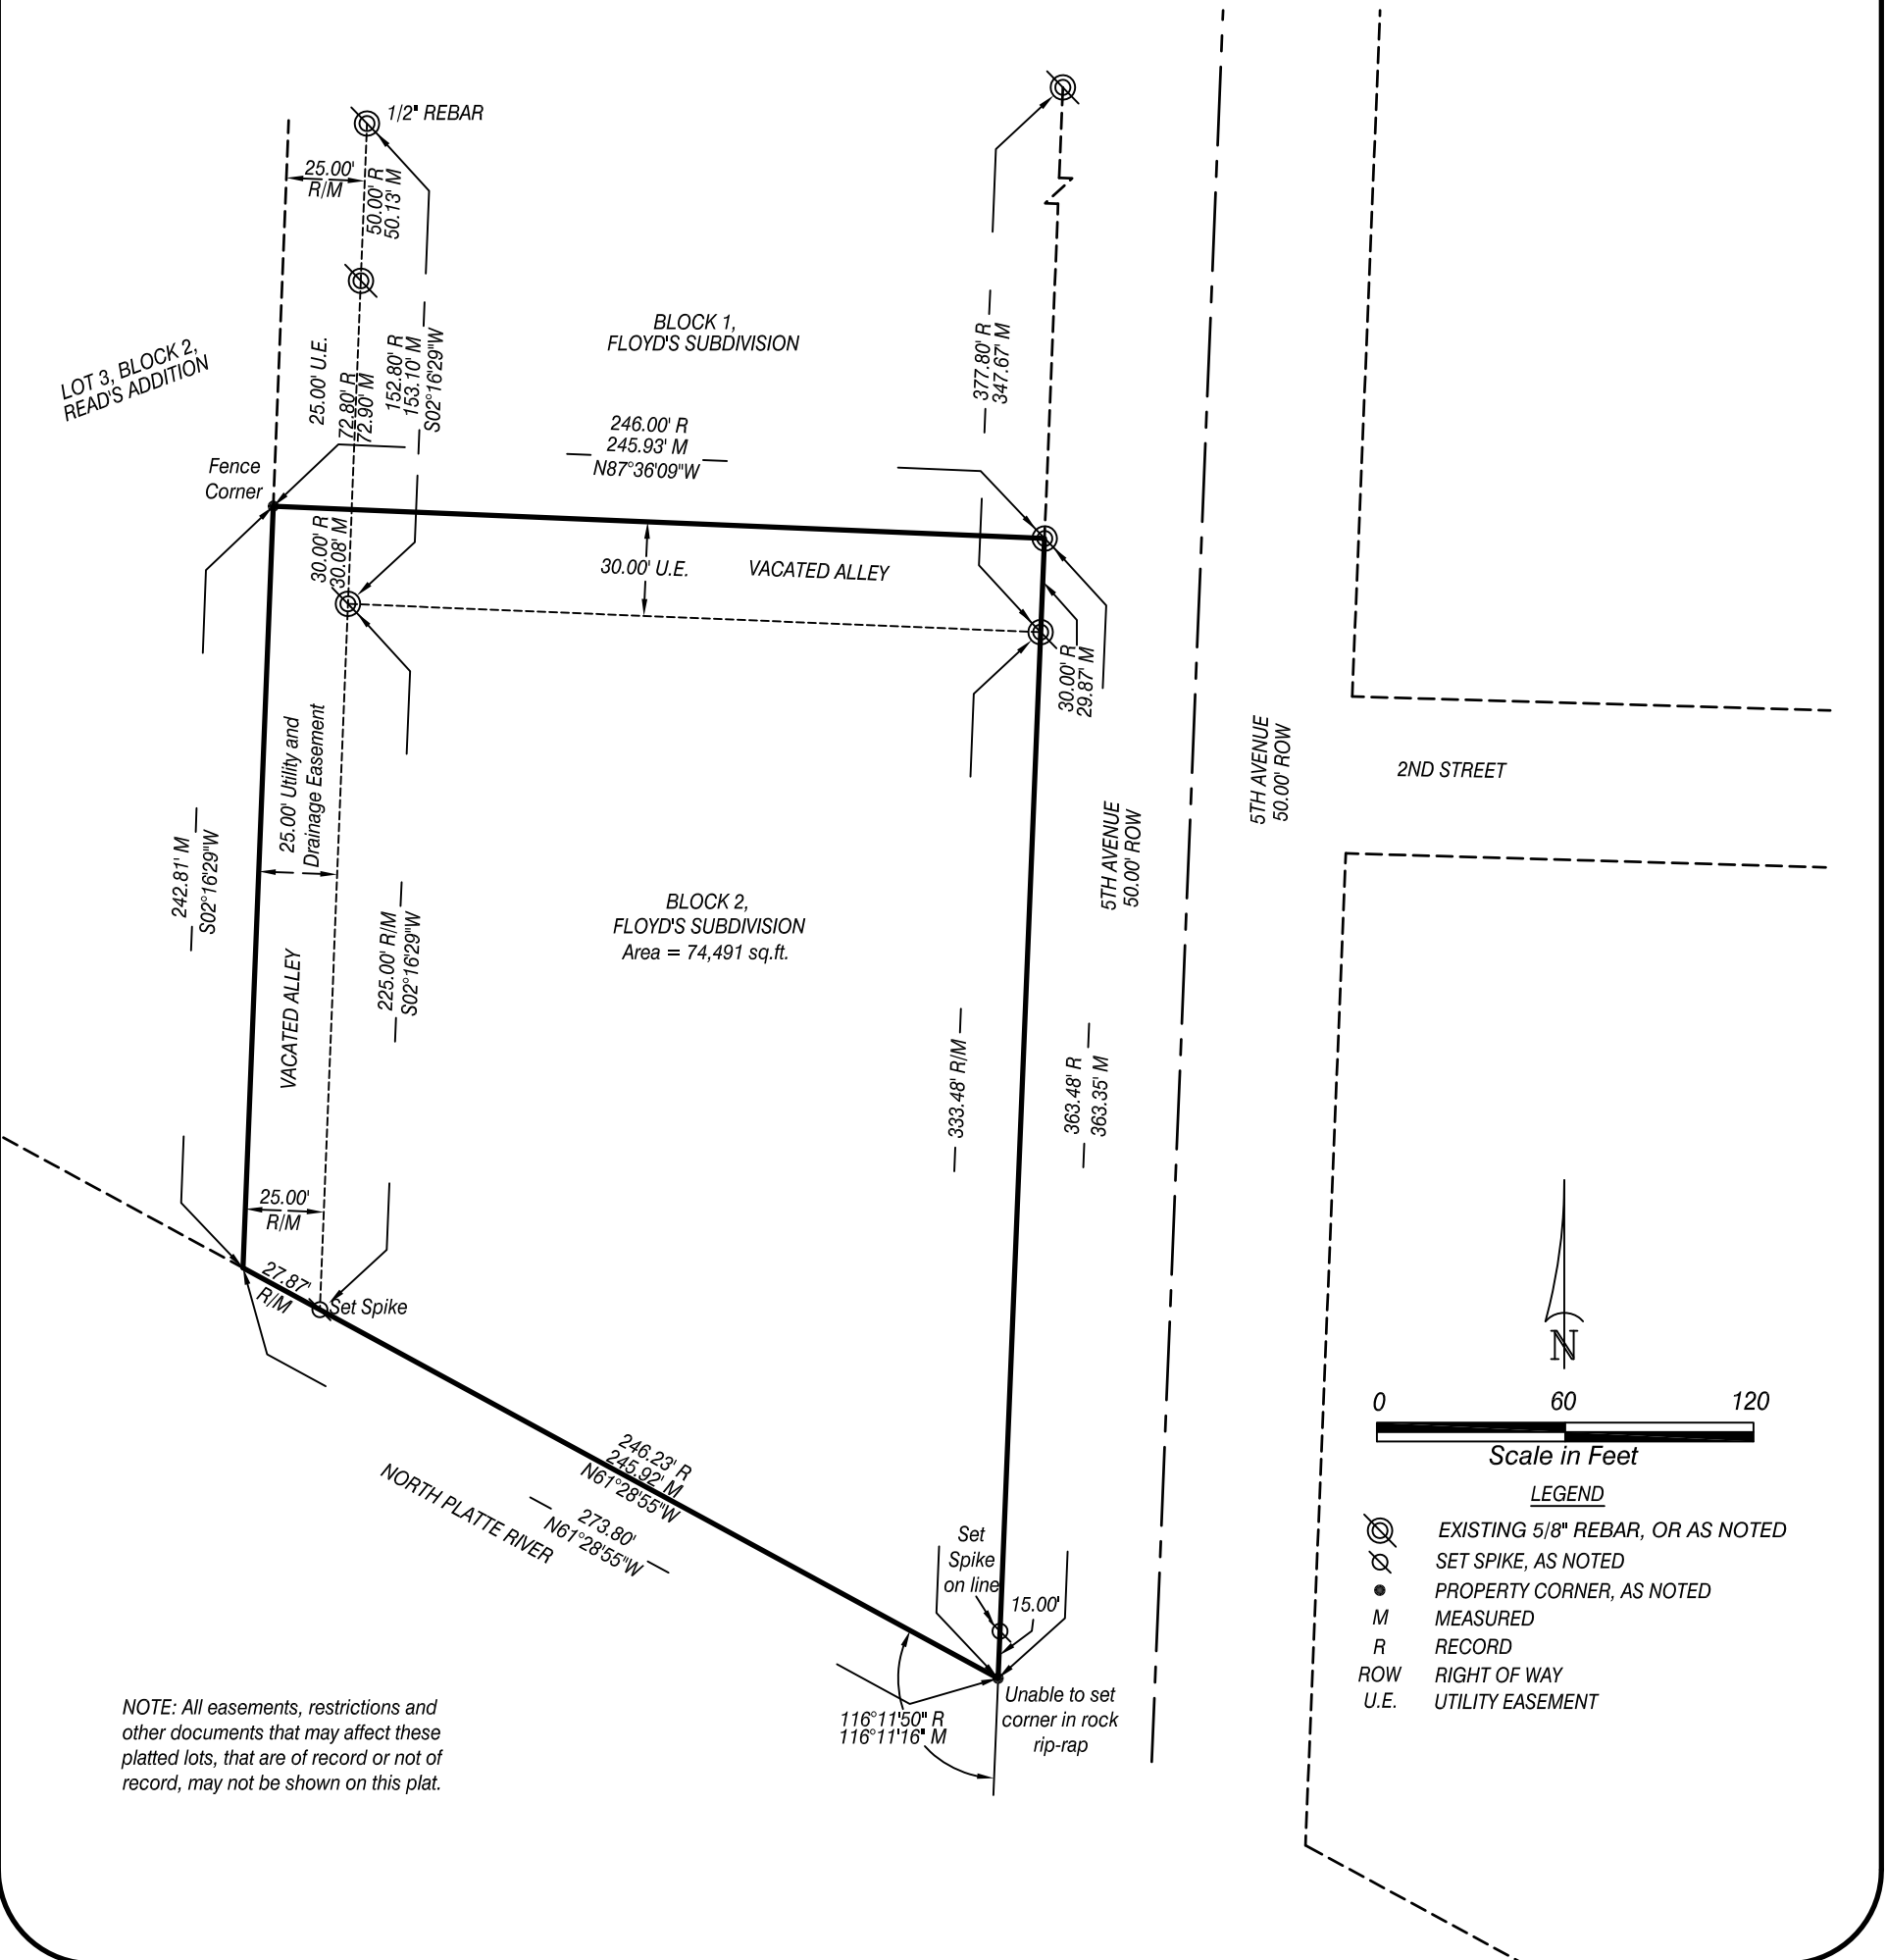 1/2" REBAR
25.00'
R/M
50.00' R
50.13' M
BLOCK 1,
FLOYD'S SUBDIVISION
LOT 3, BLOCK 2,
READ'S ADDITION
25.00' U.E.
72.80' R
72.90' M
152.80' R
153.10' M
S02°16'29"W
377.80' R
347.67' M
246.00' R
245.93' M
N87°36'09"W
Fence
Corner
30.00' R
30.08' M
30.00' U.E.
VACATED ALLEY
30.00' R
29.87' M
25.00' Utility and
Drainage Easement
5TH AVENUE
50.00' ROW
2ND STREET
5TH AVENUE
50.00' ROW
242.81' M
S02°16'29"W
225.00' R/M
S02°16'29"W
BLOCK 2,
FLOYD'S SUBDIVISION
Area = 74,491 sq.ft.
VACATED ALLEY
333.48' R/M
363.48' R
363.35' M
25.00'
R/M
27.87'
R/M
Set Spike
246.23' R
245.92' M
N61°28'55"W
NORTH PLATTE RIVER
273.80'
N61°28'55"W
Set
Spike
on line
15.00'
Unable to set
corner in rock
rip-rap
116°11'50" R
116°11'16" M
NOTE: All easements, restrictions and
other documents that may affect these
platted lots, that are of record or not of
record, may not be shown on this plat.
N
0 60 120
Scale in Feet
LEGEND
EXISTING 5/8" REBAR, OR AS NOTED
SET SPIKE, AS NOTED
PROPERTY CORNER, AS NOTED
M MEASURED
R RECORD
ROW RIGHT OF WAY
U.E. UTILITY EASEMENT